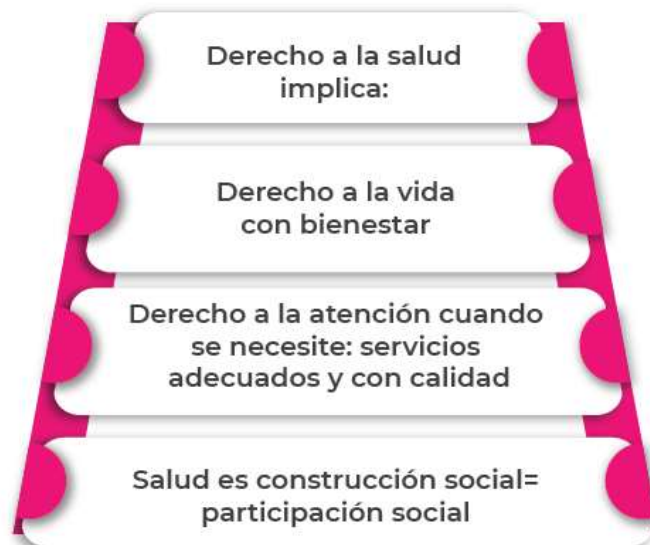 Derecho a la salud
implica:
Derecho a la vida
con bienestar
Derecho a la atención cuando
se necesite: servicios
adecuados y con calidad
Salud es construcción social=
participación social